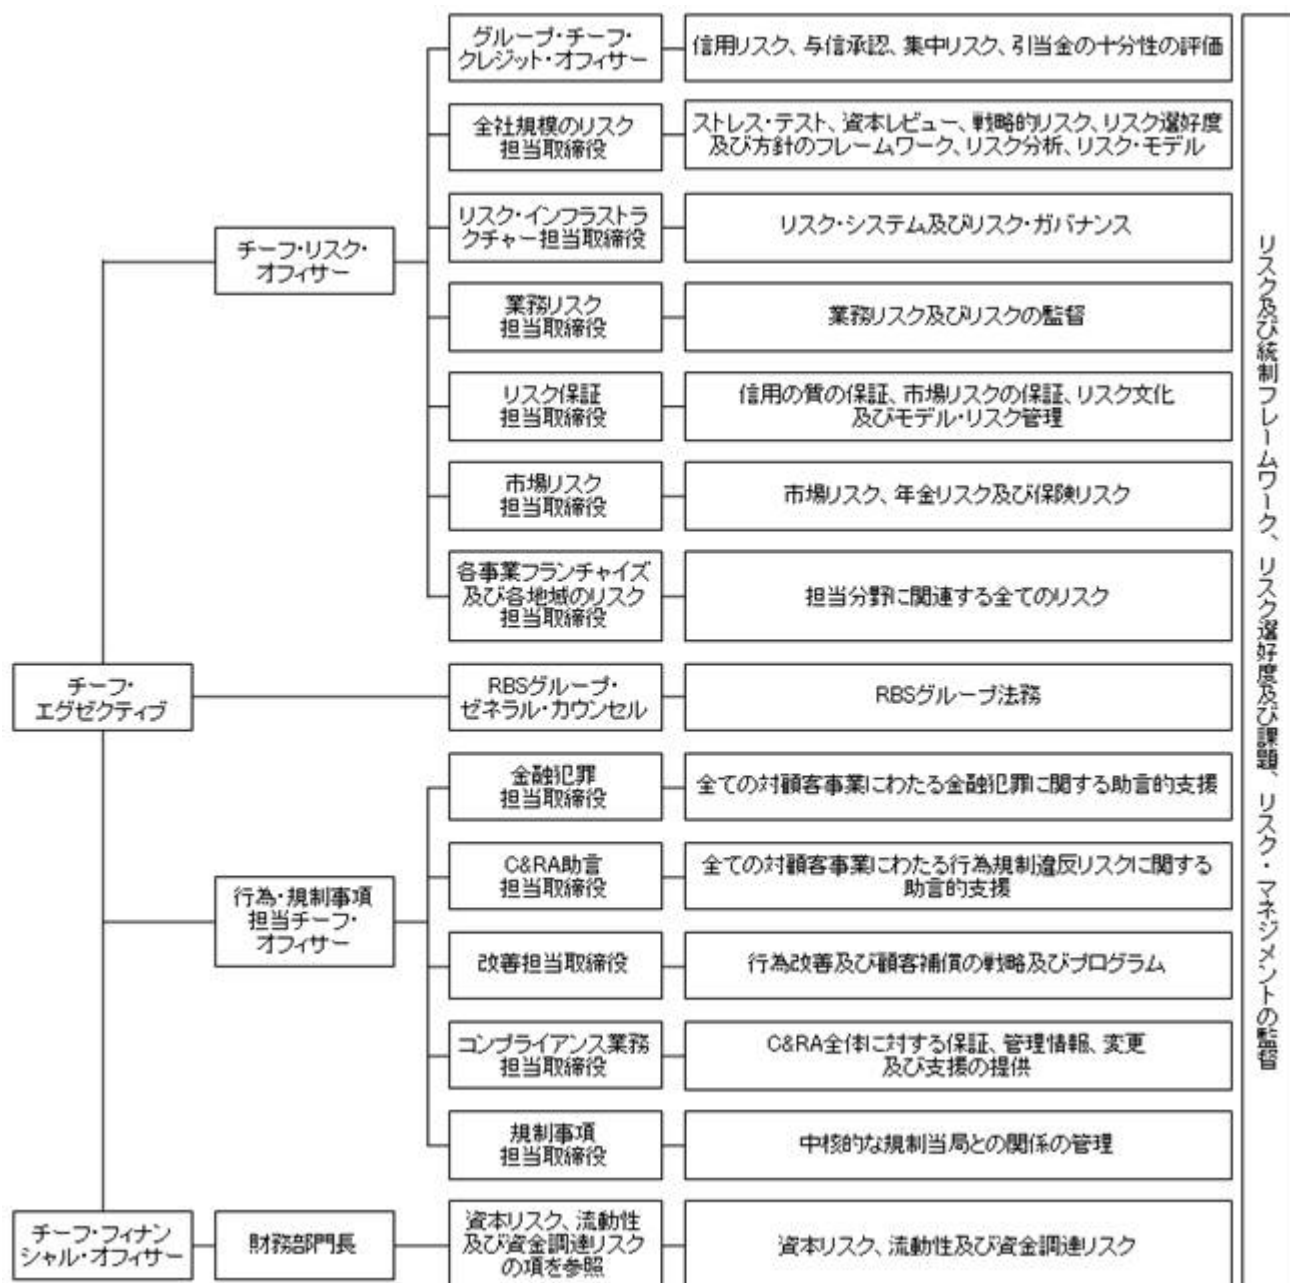 グループ・チーフ・
クレジット・オフィサー
信用リスク、与信承認、集中リスク、引当金の十分性の評価
全社規模のリスク
担当取締役
ストレス・テスト、資本レビュー、戦略的リスク、リスク選好度
及び方針のフレームワーク、リスク分析、リスク・モデル
チーフ・リスク・
オフィサー
リスク・インフラストラ
クチャー担当取締役
リスク・システム及びリスク・ガバナンス
業務リスク
担当取締役
業務リスク及びリスクの監督
リスク保証
担当取締役
信用の質の保証、市場リスクの保証、リスク文化
及びモデル・リスク管理
市場リスク
担当取締役
市場リスク、年金リスク及び保険リスク
各事業フランチャイズ
及び各地域のリスク
担当取締役
担当分野に関連する全てのリスク
チーフ・
エグゼクティブ
RBSグループ・
ゼネラル・カウンセル
RBSグループ法務
金融犯罪
担当取締役
全ての対顧客事業にわたる金融犯罪に関する助言的支援
行為・規制事項
担当チーフ・
オフィサー
C&RA助言
担当取締役
全ての対顧客事業にわたる行為規制違反リスクに関する
助言的支援
改善担当取締役
行為改善及び顧客補償の戦略及びプログラム
コンプライアンス業務
担当取締役
C&RA全体に対する保証、管理情報、変更
及び支援の提供
規制事項
担当取締役
中核的な規制当局との関係の管理
チーフ・フィナン
シャル・オフィサー
財務部門長
資本リスク、流動性
及び資金調達リスク
の項を参照
資本リスク、流動性及び資金調達リスク
リスク及び統制フレームワーク、リスク選好度及び課題、リスク・マネジメントの監督